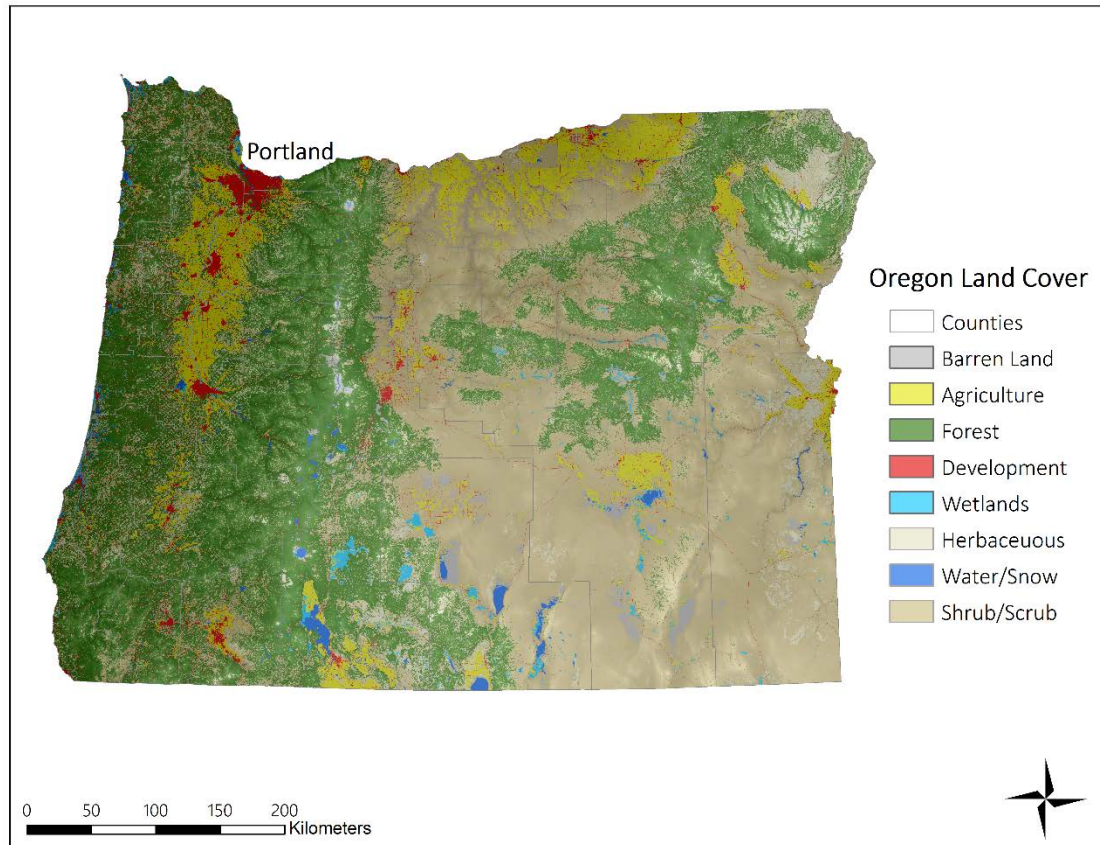 Portland
Oregon Land Cover
Counties
Barren Land
Agriculture
Forest
Development
Wetlands
Herbaceuous
Water/Snow
Shrub/Scrub
0 50 100 150 200
Kilometers